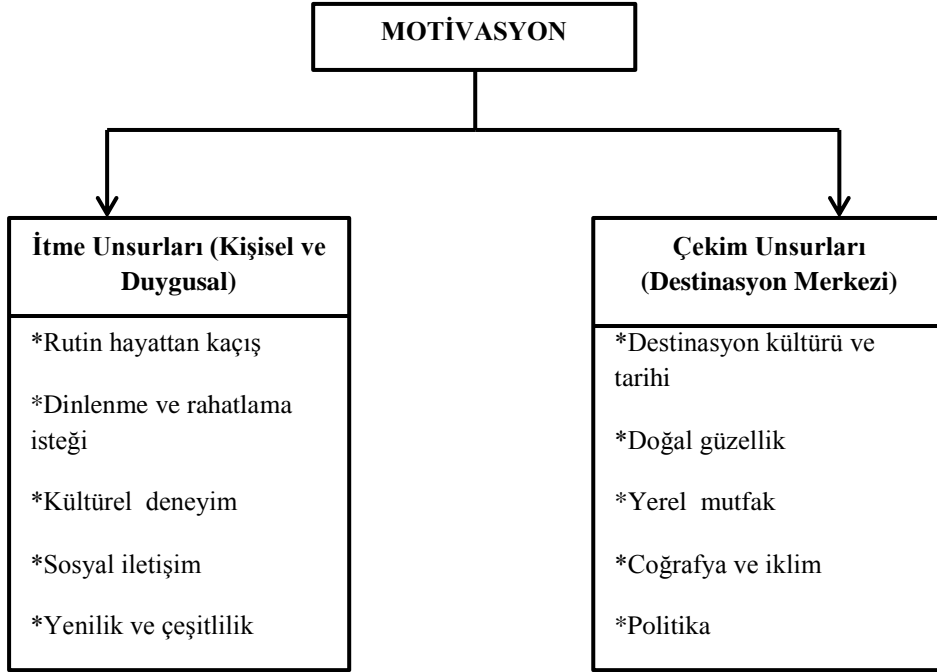 MOTİVASYON
İtme Unsurları (Kişisel ve
Duygusal)
*Rutin hayattan kaçış
*Dinlenme ve rahatlama
isteği
*Kültürel deneyim
*Sosyal iletişim
*Yenilik ve çeşitlilik
Çekim Unsurları
(Destinasyon Merkezi)
*Destinasyon kültürü ve
tarihi
*Doğal güzellik
*Yerel mutfak
*Coğrafya ve iklim
*Politika